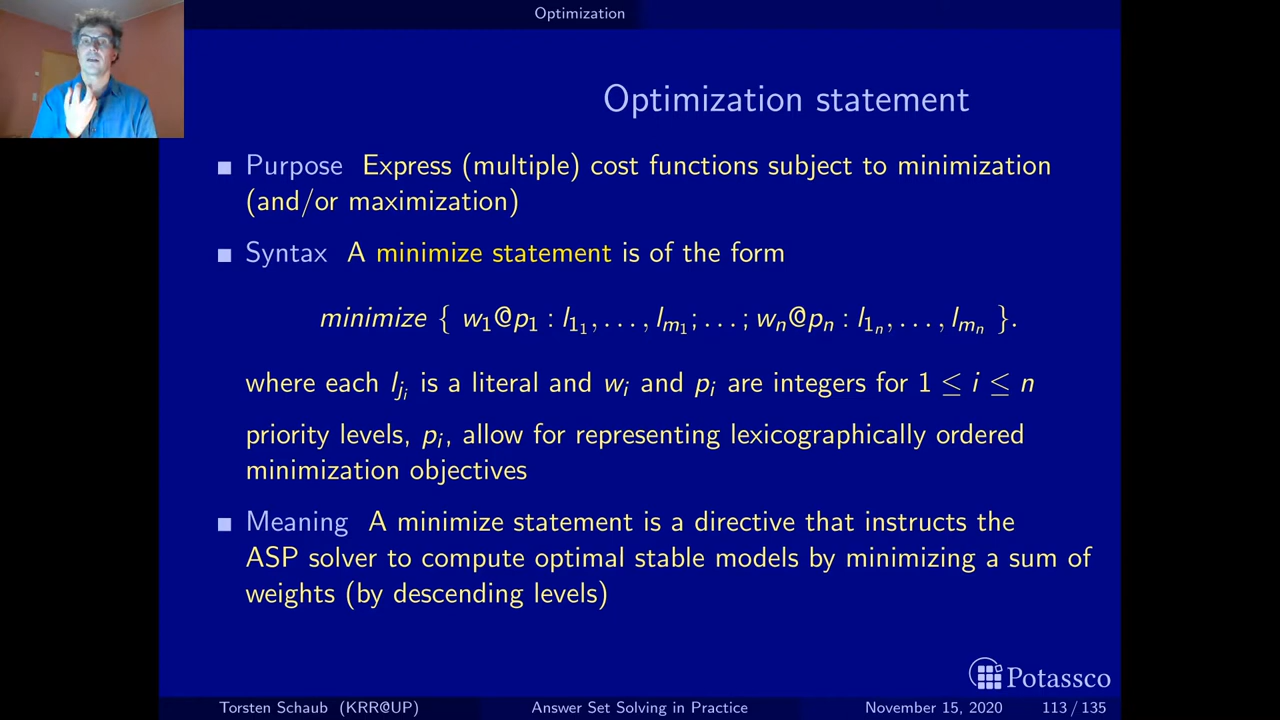 Optimization
Optimization statement
Purpose Express (multiple) cost functions subject to minimization
(and/or maximization)
Syntax A minimize statement is of the form
minimize { w₁@p₁ : l₁₁, . . . , lₘ₁; . . . ; wₙ@pₙ : l₁ₙ, . . . , lₘₙ }.
where each lⱼᵢ is a literal and wᵢ and pᵢ are integers for 1 ≤ i ≤ n
priority levels, pᵢ, allow for representing lexicographically ordered
minimization objectives
Meaning A minimize statement is a directive that instructs the
ASP solver to compute optimal stable models by minimizing a sum of
weights (by descending levels)
Potassco
Torsten Schaub (KRR@UP) Answer Set Solving in Practice November 15, 2020 113 / 135